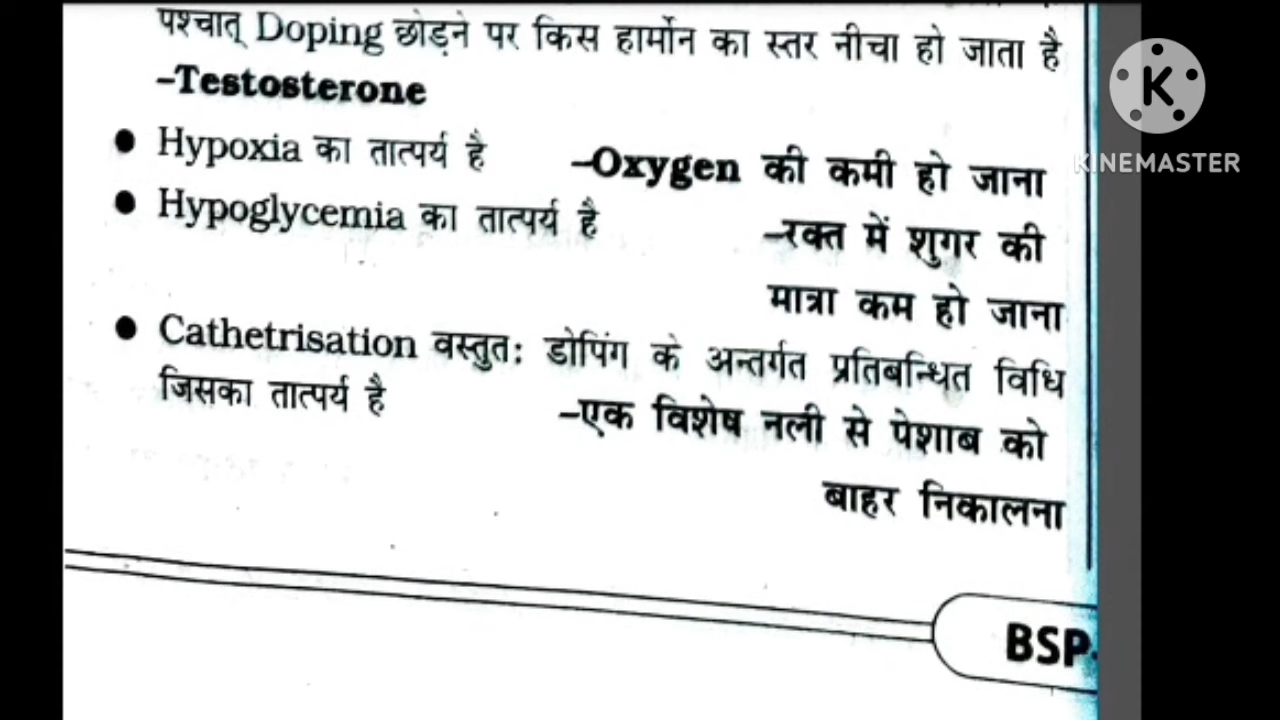 पश्चात् Doping छोड़ने पर किस हार्मोन का स्तर नीचा हो जाता है
–Testosterone
● Hypoxia का तात्पर्य है –Oxygen की कमी हो जाना
● Hypoglycemia का तात्पर्य है –रक्त में शुगर की
मात्रा कम हो जाना
● Cathetrisation वस्तुतः डोपिंग के अन्तर्गत प्रतिबन्धित विधि
जिसका तात्पर्य है –एक विशेष नली से पेशाब को
बाहर निकालना
BSP-
K
KINEMASTER